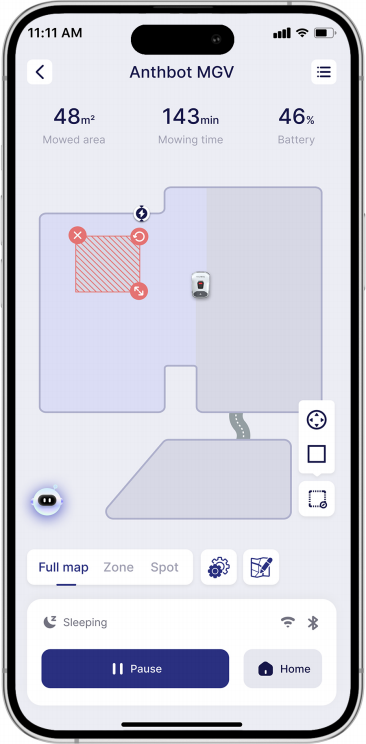 11:11 AM
Anthbot MGV
48m² 143min 46%
Mowed area Mowing time Battery
Full map Zone Spot
Sleeping
Pause Home